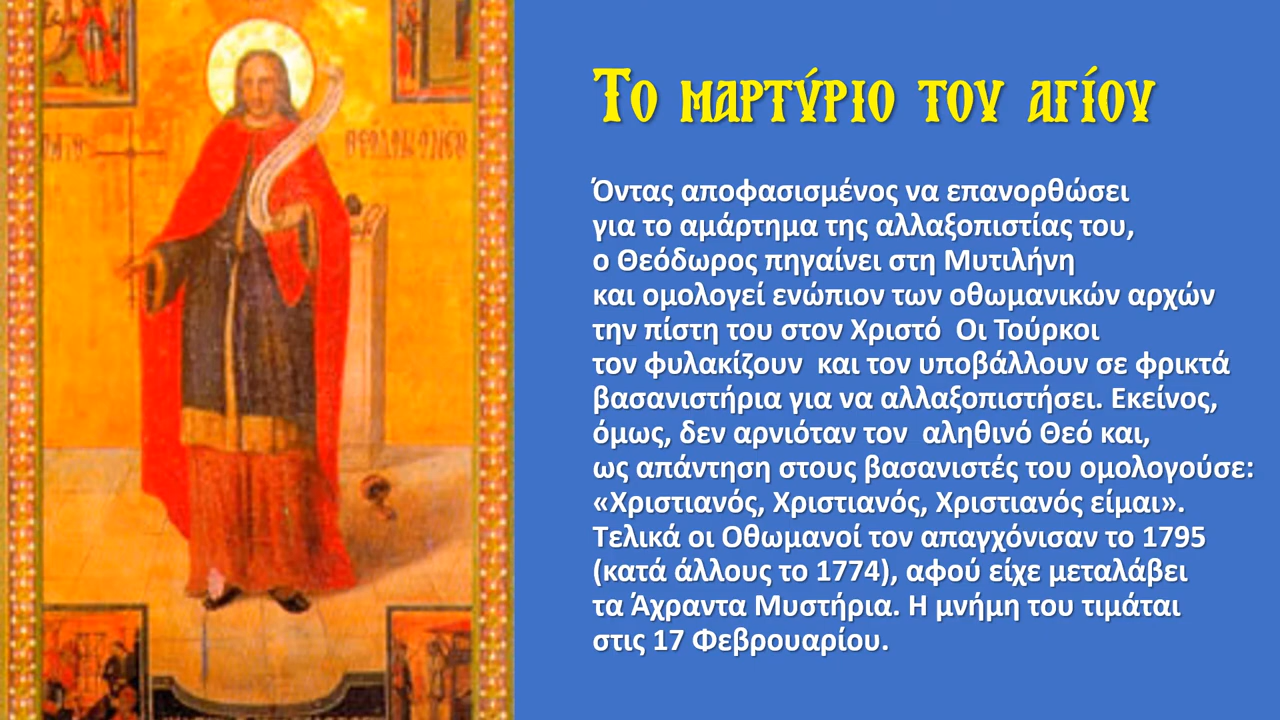 Το μαρτύριο του αγίου
Όντας αποφασισμένος να επανορθώσει
για το αμάρτημα της αλλαξοπιστίας του,
ο Θεόδωρος πηγαίνει στη Μυτιλήνη
και ομολογεί ενώπιον των οθωμανικών αρχών
την πίστη του στον Χριστό  Οι Τούρκοι
τον φυλακίζουν  και τον υποβάλλουν σε φρικτά
βασανιστήρια για να αλλαξοπιστήσει. Εκείνος,
όμως, δεν αρνιόταν τον  αληθινό Θεό και,
ως απάντηση στους βασανιστές του ομολογούσε:
«Χριστιανός, Χριστιανός, Χριστιανός είμαι».
Τελικά οι Οθωμανοί τον απαγχόνισαν το 1795
(κατά άλλους το 1774), αφού είχε μεταλάβει
τα Άχραντα Μυστήρια. Η μνήμη του τιμάται
στις 17 Φεβρουαρίου.